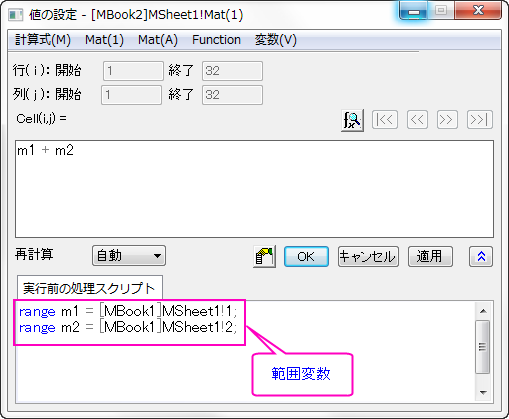 値の設定 - [MBook2]MSheet1!Mat(1)
計算式(M) Mat(1) Mat(A) Function 変数(V)
行(i): 開始 1 終了 32
列(j): 開始 1 終了 32
Cell(i,j) =
|<< << >> >>|
m1 + m2
再計算 自動 OK キャンセル 適用
実行前の処理スクリプト
range m1 = [MBook1]MSheet1!1;
range m2 = [MBook1]MSheet1!2;
範囲変数